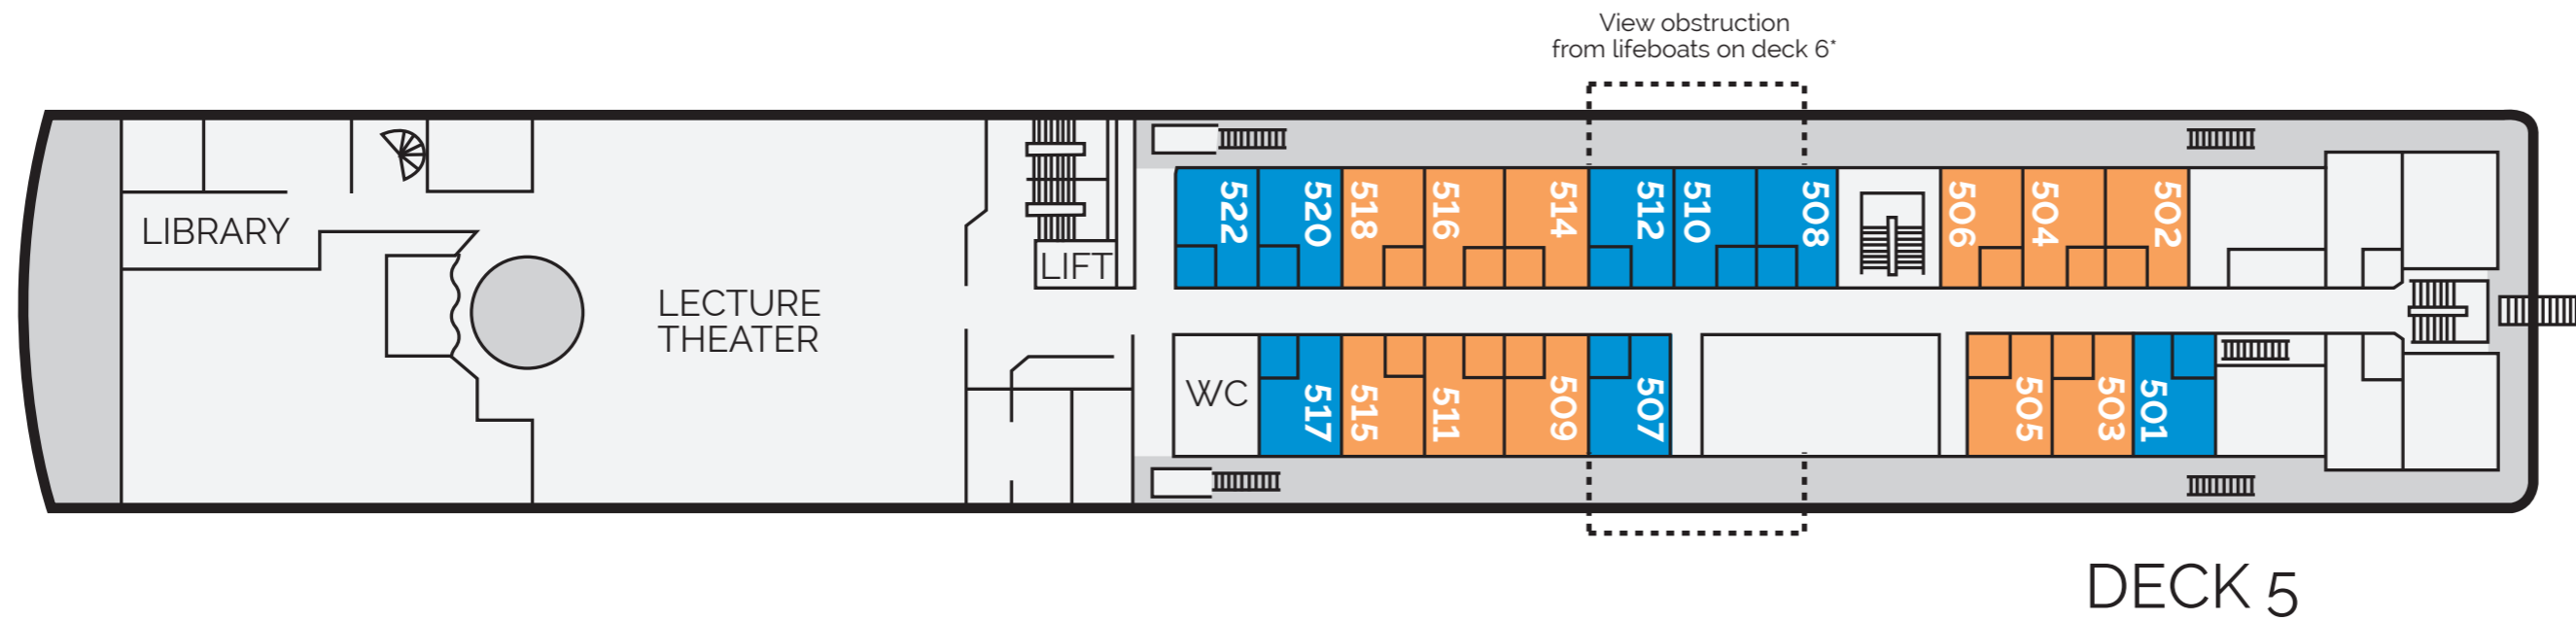 View obstruction
from lifeboats on deck 6*
522 520 518 516 514 512 510 508 506 504 502
LIBRARY
LIFT
LECTURE
THEATER
WC
517 515 511 509 507 505 503 501
DECK 5